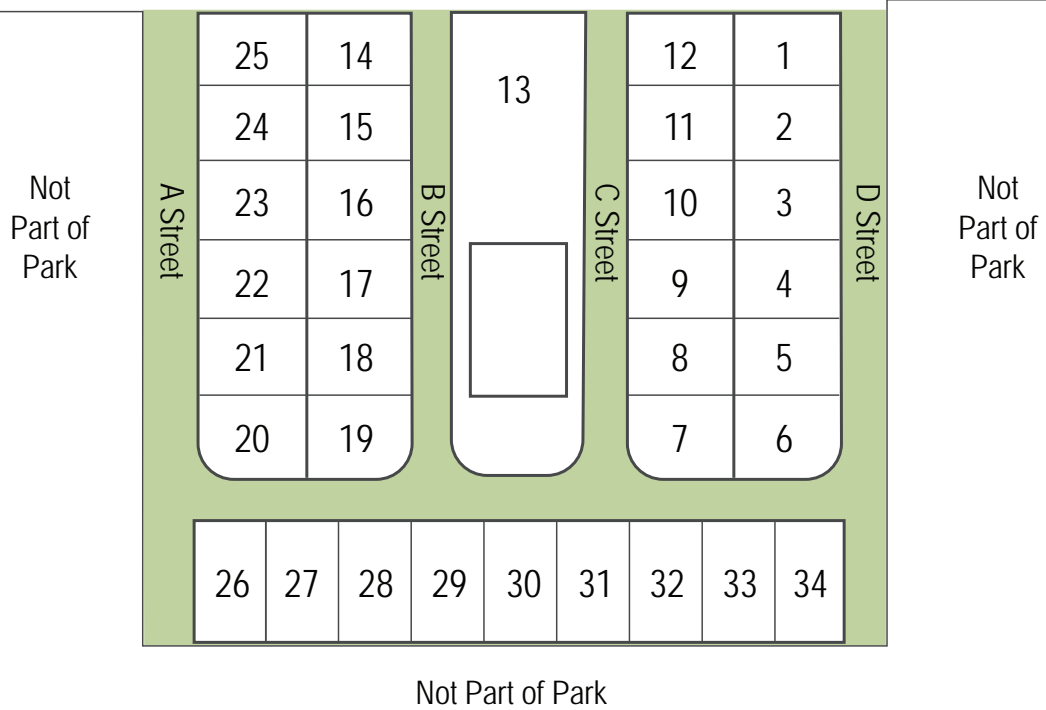 25 14 13 12 1
24 15 11 2
Not
Part of
Park
A Street
23 16
B Street
C Street
10 3
D Street
Not
Part of
Park
22 17 9 4
21 18 8 5
20 19 7 6
26 27 28 29 30 31 32 33 34
Not Part of Park